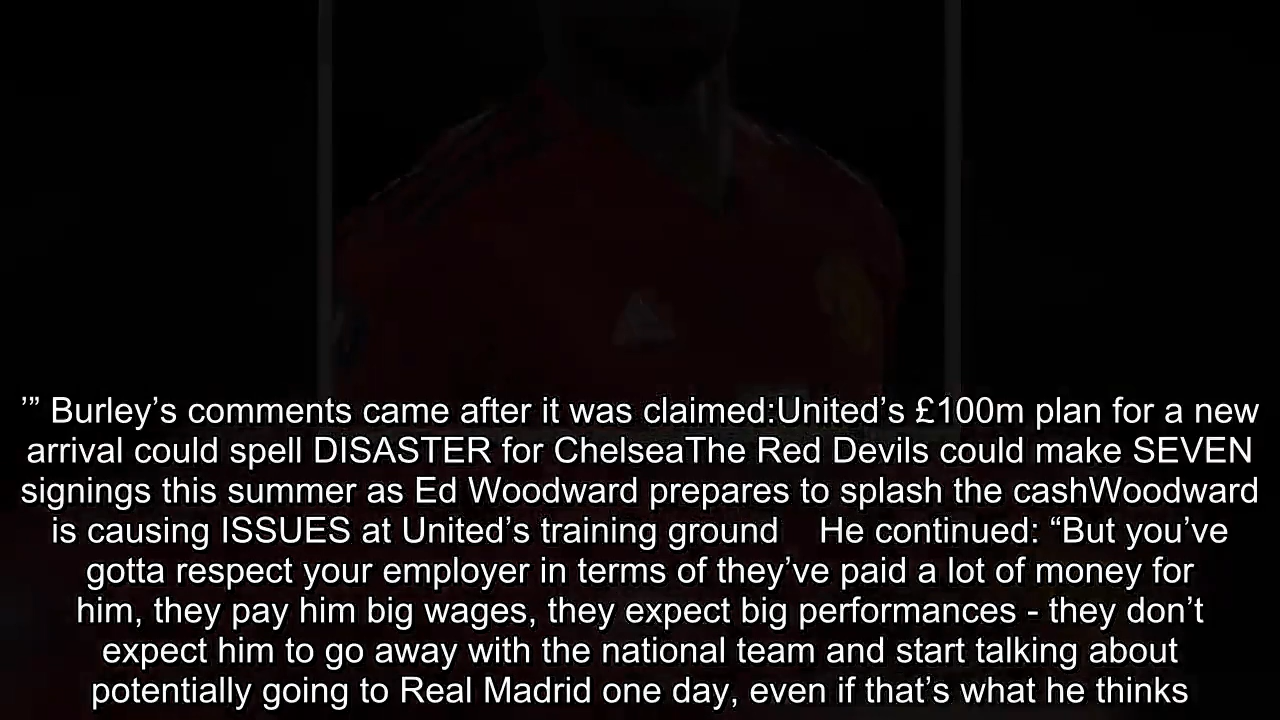 ’” Burley’s comments came after it was claimed:United’s £100m plan for a new
arrival could spell DISASTER for ChelseaThe Red Devils could make SEVEN
signings this summer as Ed Woodward prepares to splash the cashWoodward
is causing ISSUES at United’s training ground    He continued: “But you’ve
gotta respect your employer in terms of they’ve paid a lot of money for
him, they pay him big wages, they expect big performances - they don’t
expect him to go away with the national team and start talking about
potentially going to Real Madrid one day, even if that’s what he thinks